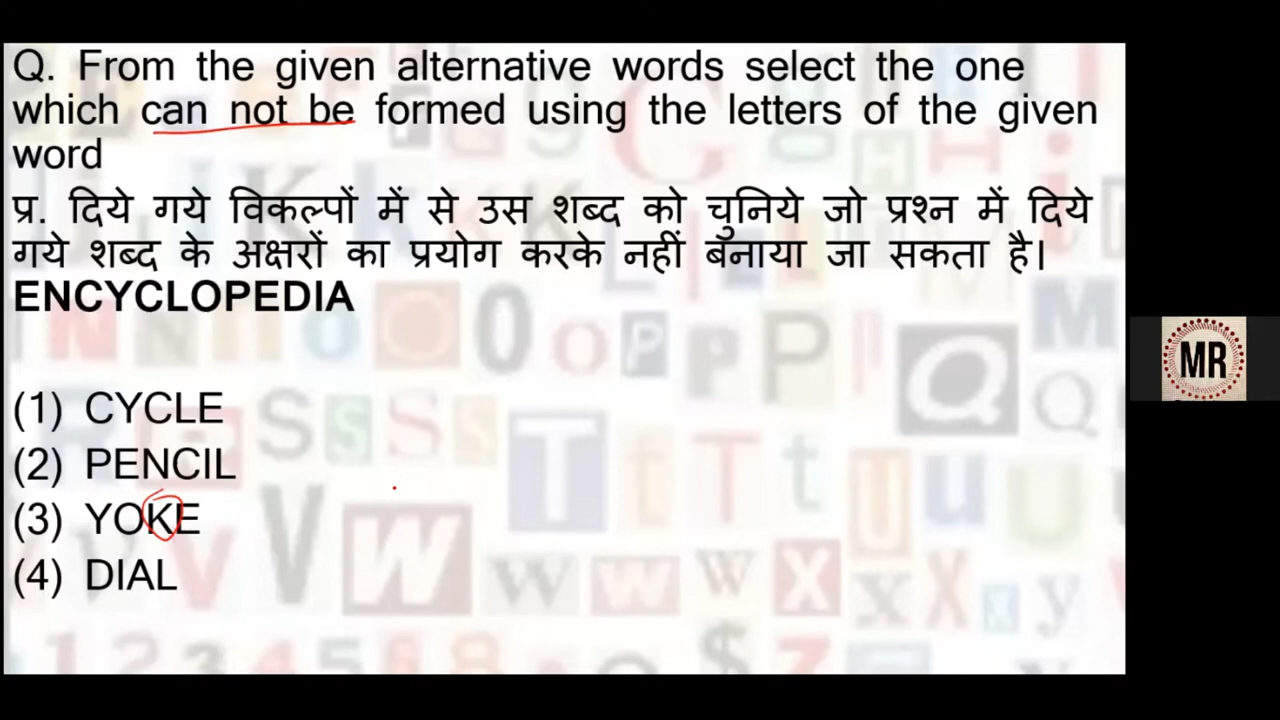 Q. From the given alternative words select the one
which can not be formed using the letters of the given
word
प्र. दिये गये विकल्पों में से उस शब्द को चुनिये जो प्रश्न में दिये
गये शब्द के अक्षरों का प्रयोग करके नहीं बनाया जा सकता है।
ENCYCLOPEDIA
(1) CYCLE
(2) PENCIL
(3) YOKE
(4) DIAL
MR